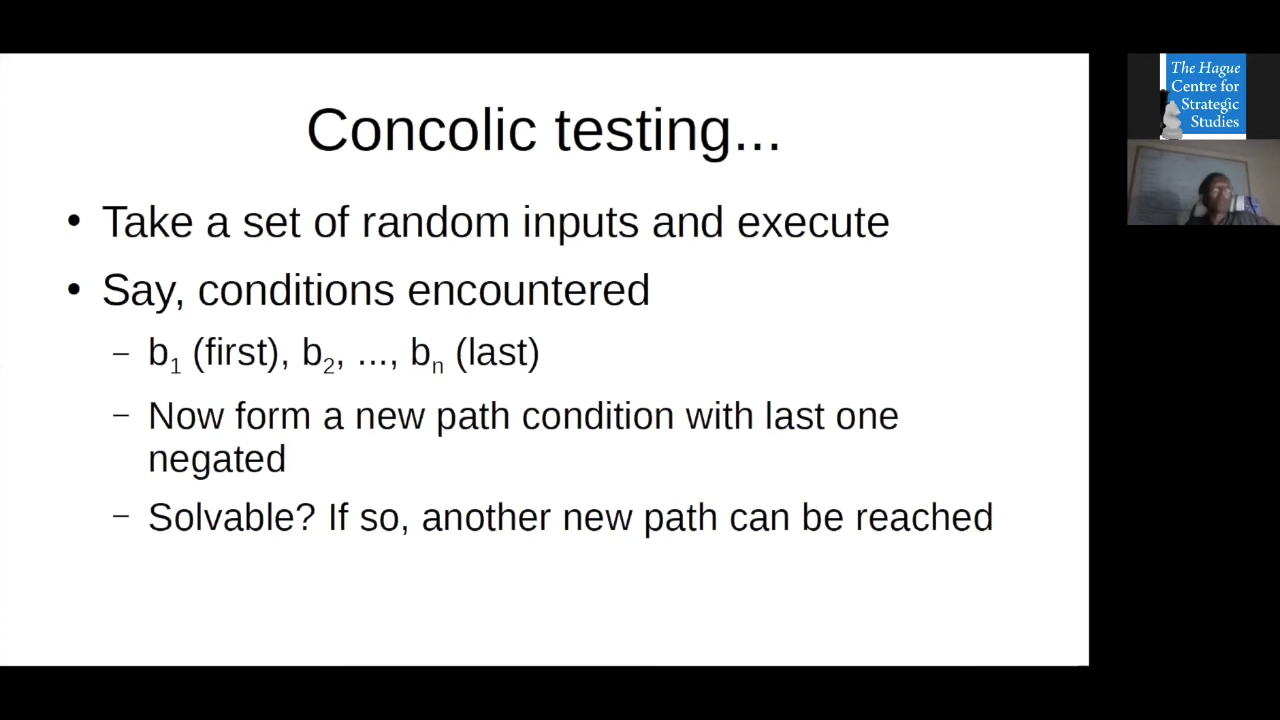 Concolic testing...
• Take a set of random inputs and execute
• Say, conditions encountered
– b₁ (first), b₂, ..., bₙ (last)
– Now form a new path condition with last one
negated
– Solvable? If so, another new path can be reached
The Hague
Centre for
Strategic
Studies